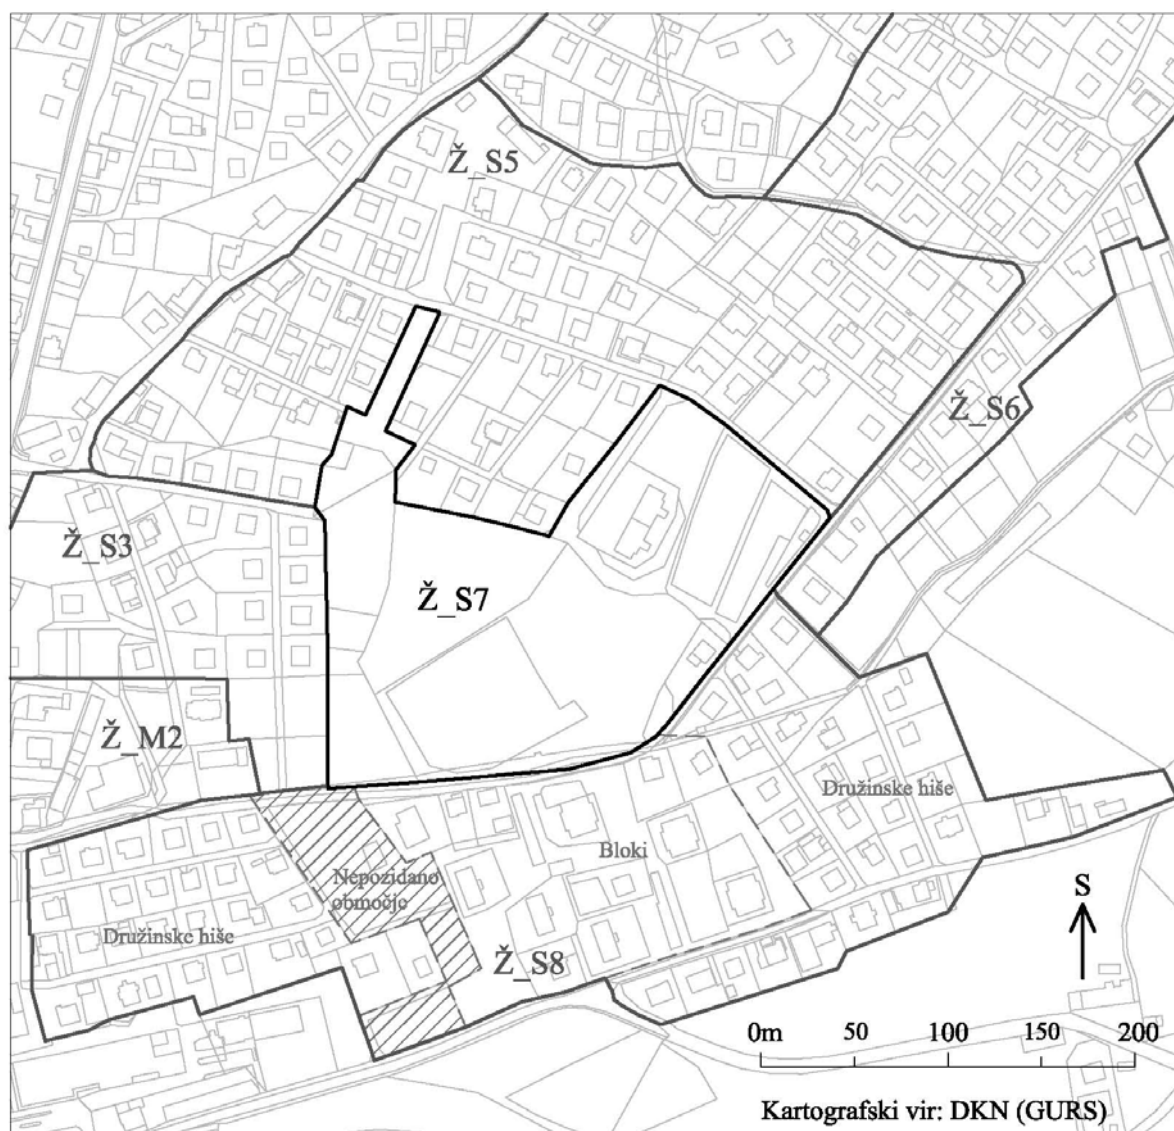 Ž_S5
Ž_S6
Ž_S3
Ž_S7
Ž_M2
Družinske hiše
Bloki
Nepozidano
območje
Družinske hiše
Ž_S8
S
0m 50 100 150 200
Kartografski vir: DKN (GURS)